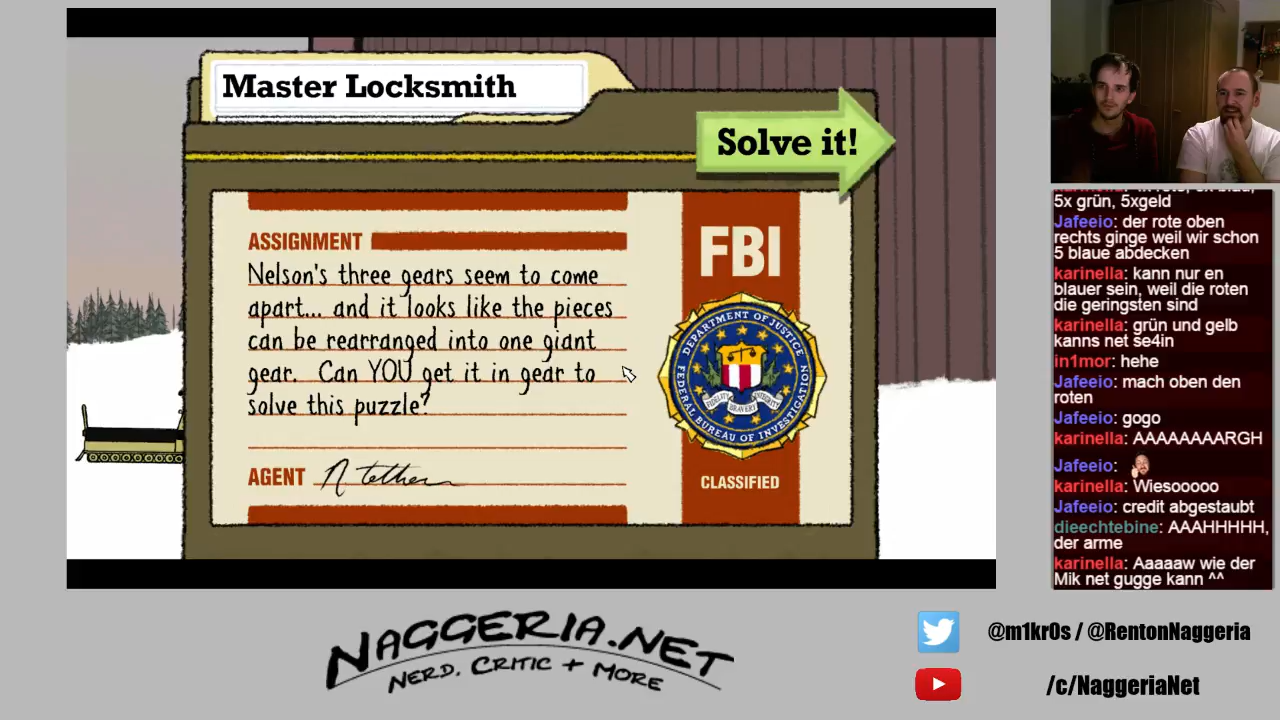 Master Locksmith
Solve it!
ASSIGNMENT
Nelson's three gears seem to come
apart... and it looks like the pieces
can be rearranged into one giant
gear. Can YOU get it in gear to
solve this puzzle?
AGENT N tether
FBI
DEPARTMENT OF JUSTICE
FEDERAL BUREAU OF INVESTIGATION
FIDELITY BRAVERY INTEGRITY
CLASSIFIED
5x grün, 5xgeld
Jafeeio: der rote oben
rechts ginge weil wir schon
5 blaue abdecken
karinella: kann nur en
blauer sein, weil die roten
die geringsten sind
karinella: grün und gelb
kanns net se4in
in1mor: hehe
Jafeeio: mach oben den
roten
Jafeeio: gogo
karinella: AAAAAAAARGH
Jafeeio:
karinella: Wiesooooo
Jafeeio: credit abgestaubt
dieechtebine: AAAHHHHH,
der arme
karinella: Aaaaaw wie der
Mik net gugge kann ^^
NAGGERIA.NET
NERD, CRITIC + MORE
@m1kr0s / @RentonNaggeria
/c/NaggeriaNet